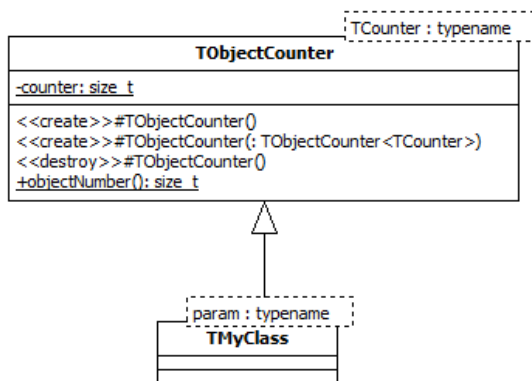 TCounter : typename
TObjectCounter
-counter: size_t
<<create>>#TObjectCounter()
<<create>>#TObjectCounter(: TObjectCounter<TCounter>)
<<destroy>>#TObjectCounter()
+objectNumber(): size_t
param : typename
TMyClass